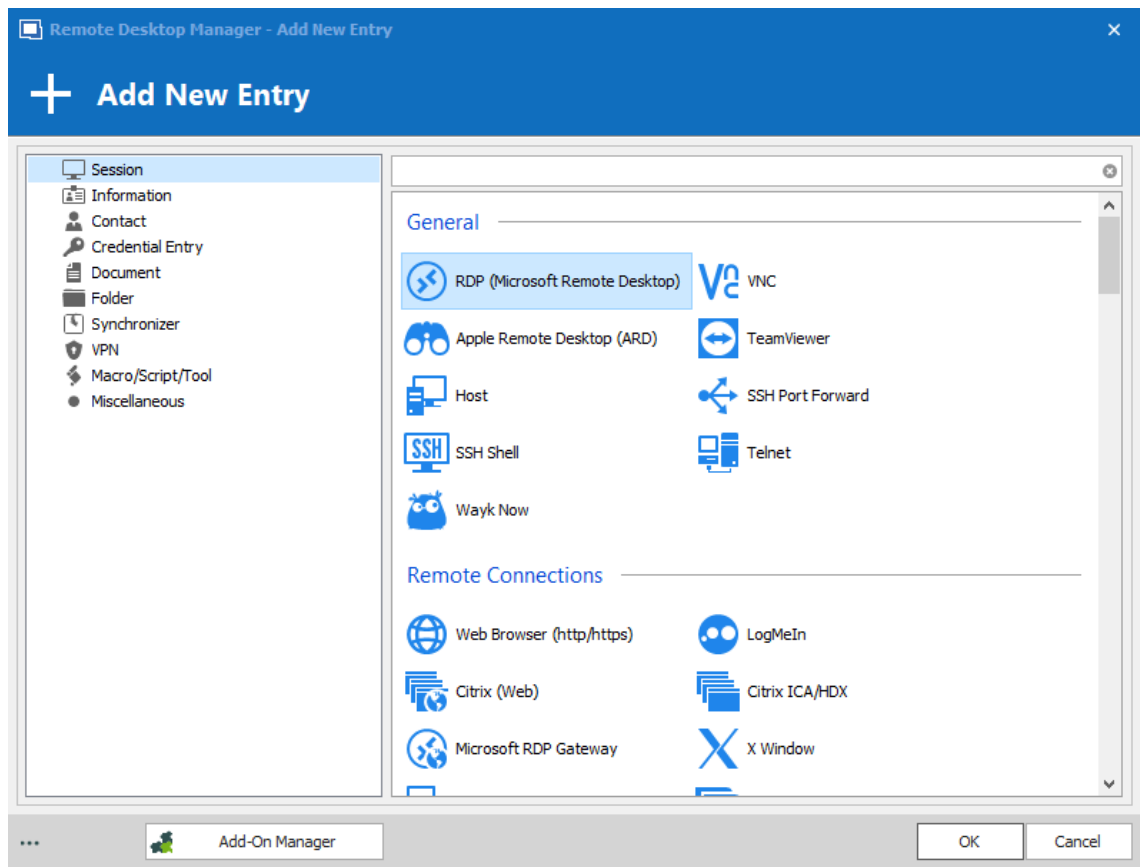 Remote Desktop Manager - Add New Entry
Add New Entry
Session
Information
Contact
Credential Entry
Document
Folder
Synchronizer
VPN
Macro/Script/Tool
Miscellaneous
General
RDP (Microsoft Remote Desktop)
VNC
Apple Remote Desktop (ARD)
TeamViewer
Host
SSH Port Forward
SSH
SSH Shell
Telnet
Wayk Now
Remote Connections
Web Browser (http/https)
LogMeIn
Citrix (Web)
Citrix ICA/HDX
Microsoft RDP Gateway
X Window
Add-On Manager
OK
Cancel